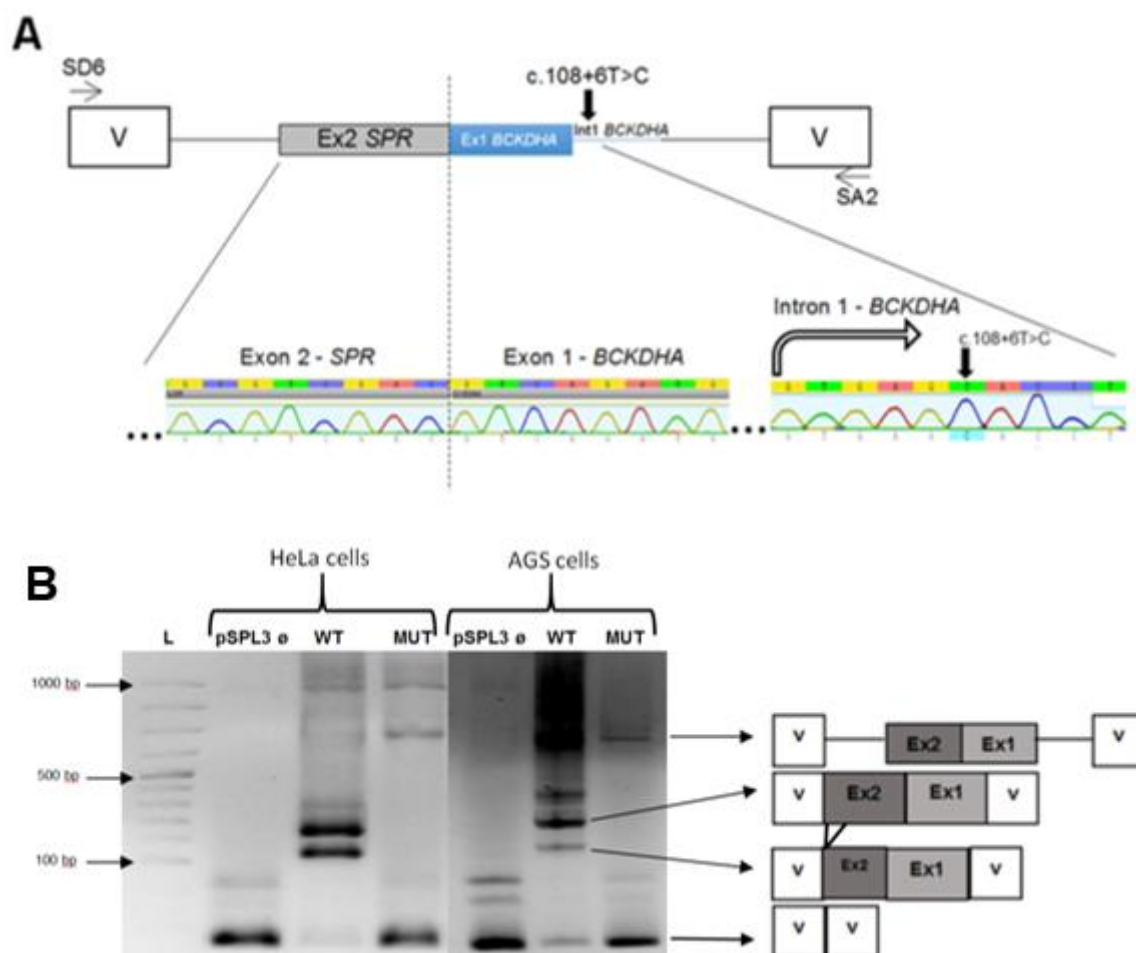 A
SD6
c.108+6T>C
V
Ex2 SPR
Ex1 BCKDHA
Int1 BCKDHA
V
SA2
Intron 1 - BCKDHA
Exon 2 - SPR
Exon 1 - BCKDHA
c.108+6T>C
B
HeLa cells
AGS cells
L
pSPL3 ø
WT
MUT
pSPL3 ø
WT
MUT
1000 bp
500 bp
100 bp
V
Ex2
Ex1
V
V
Ex2
Ex1
V
V
Ex2
Ex1
V
V
V